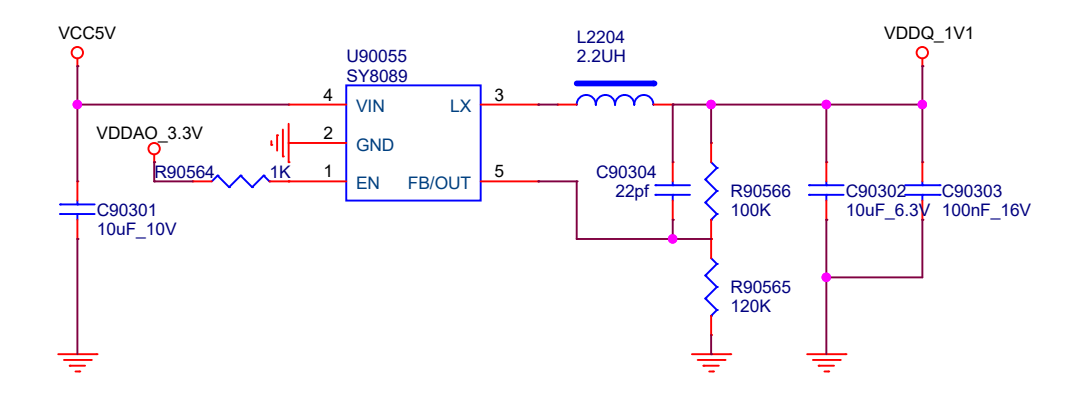 VCC5V
L2204
2.2UH
VDDQ_1V1
U90055
SY8089
4
VIN
LX
3
VDDAO_3.3V
2
GND
R90564
1K
1
EN
FB/OUT
5
C90304
22pf
R90566
100K
C90302
10uF_6.3V
C90303
100nF_16V
C90301
10uF_10V
R90565
120K